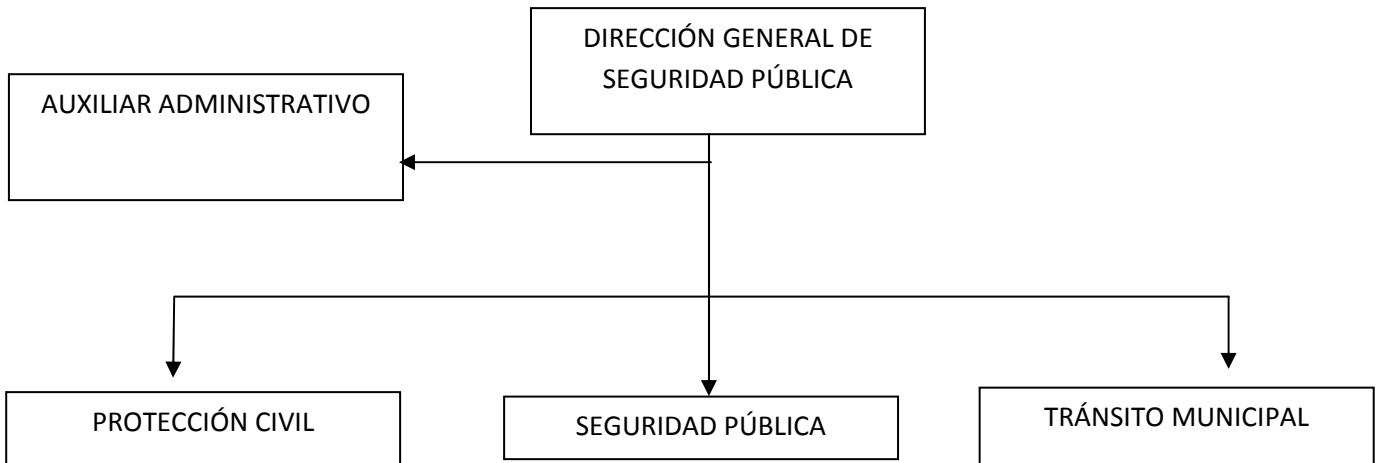 DIRECCIÓN GENERAL DE
SEGURIDAD PÚBLICA
AUXILIAR ADMINISTRATIVO
PROTECCIÓN CIVIL
SEGURIDAD PÚBLICA
TRÁNSITO MUNICIPAL